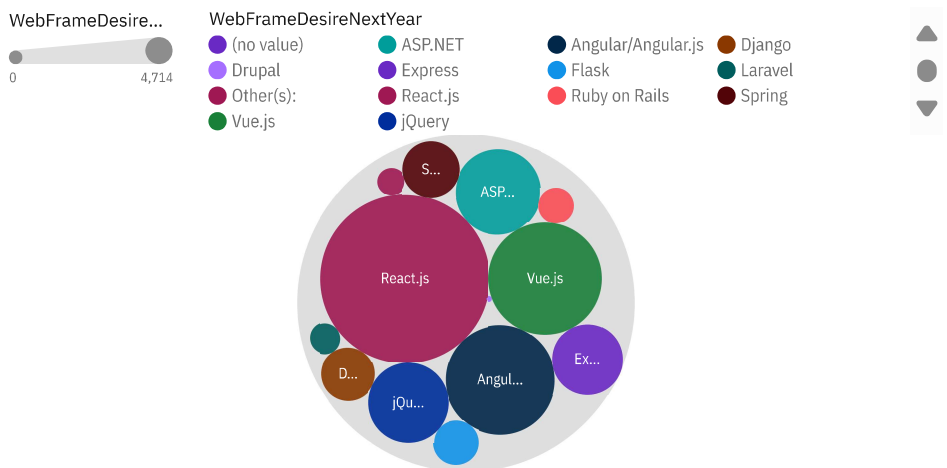 WebFrameDesire...
0 4,714
WebFrameDesireNextYear
(no value) ASP.NET Angular/Angular.js Django
Drupal Express Flask Laravel
Other(s): React.js Ruby on Rails Spring
Vue.js jQuery
S...
ASP...
React.js
Vue.js
Ex...
D...
Angul...
jQu...